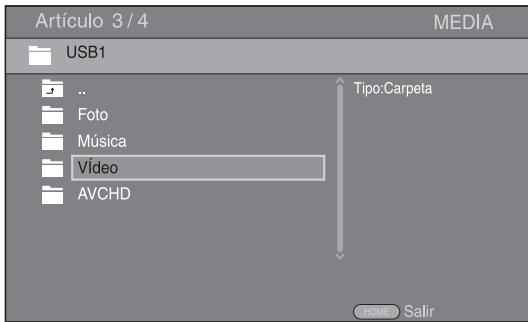 Artículo 3 / 4 MEDIA
USB1
..
Tipo:Carpeta
Foto
Música
VÍdeo
AVCHD
HOME Salir